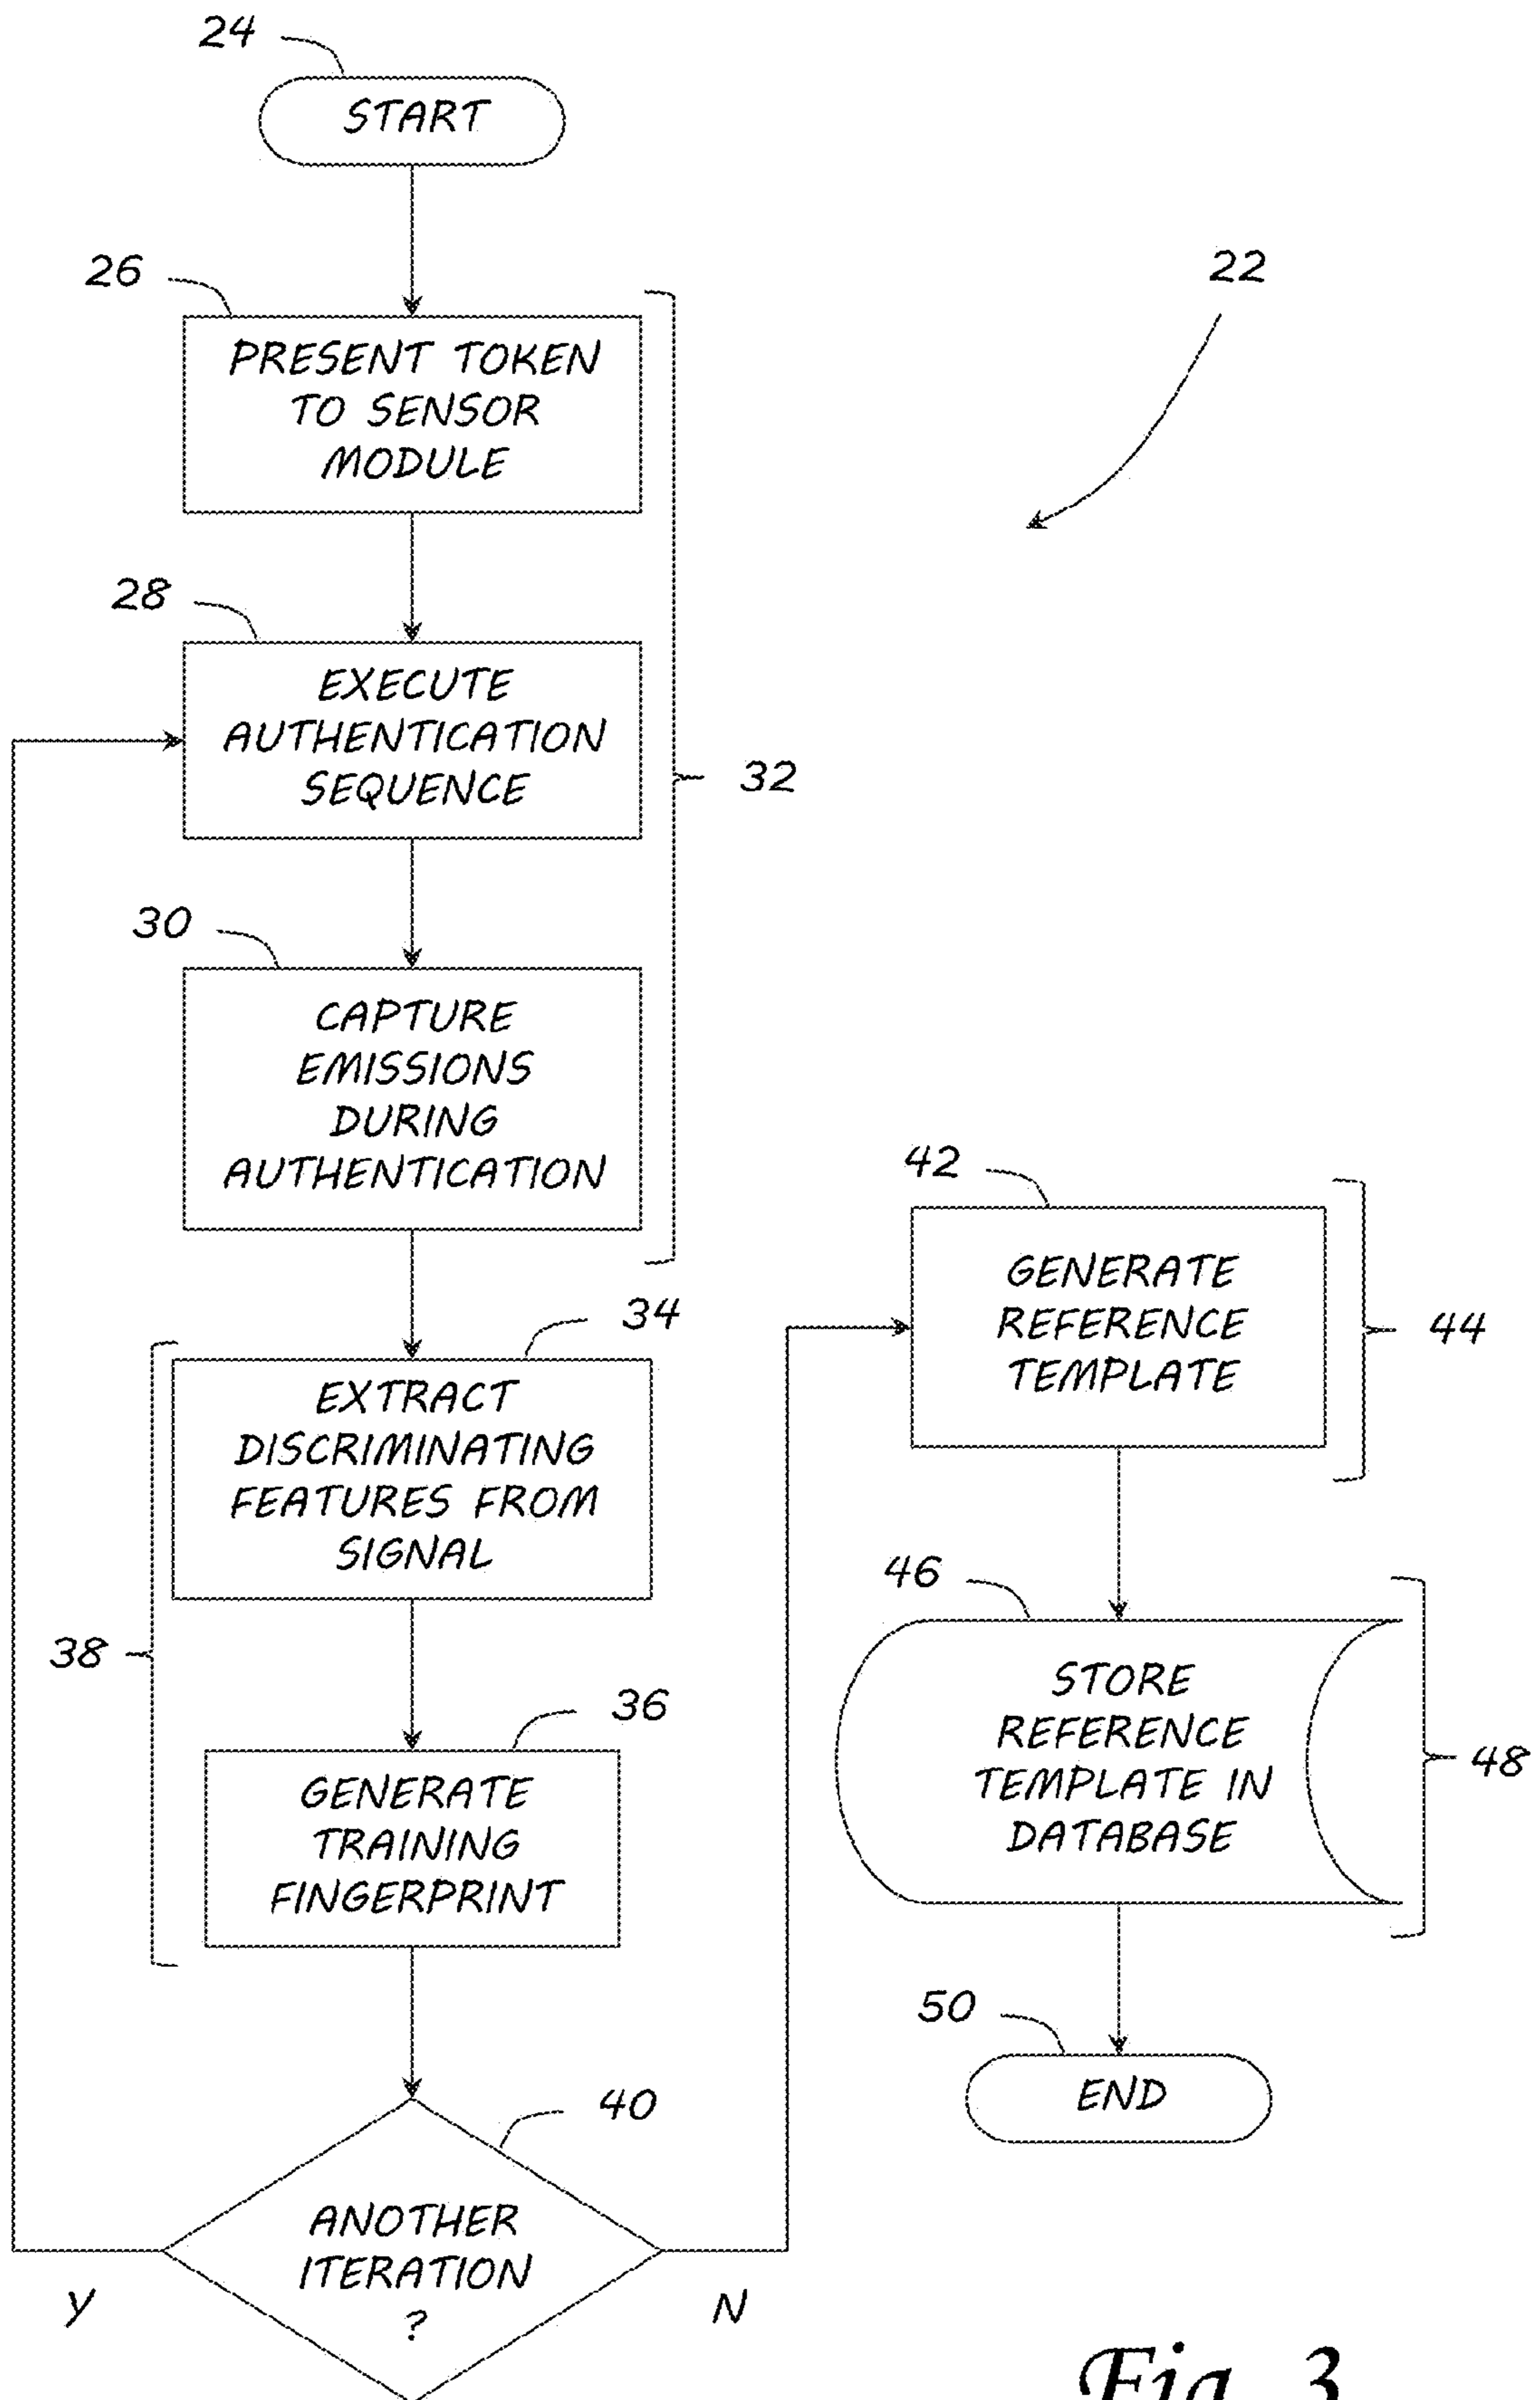 24
START
26
PRESENT TOKEN
TO SENSOR
MODULE
22
28
EXECUTE
AUTHENTICATION
SEQUENCE
32
30
CAPTURE
EMISSIONS
DURING
AUTHENTICATION
34
EXTRACT
DISCRIMINATING
FEATURES FROM
SIGNAL
38
36
GENERATE
TRAINING
FINGERPRINT
40
ANOTHER
ITERATION
?
Y
N
42
GENERATE
REFERENCE
TEMPLATE
44
46
STORE
REFERENCE
TEMPLATE IN
DATABASE
48
50
END
Fig. 3